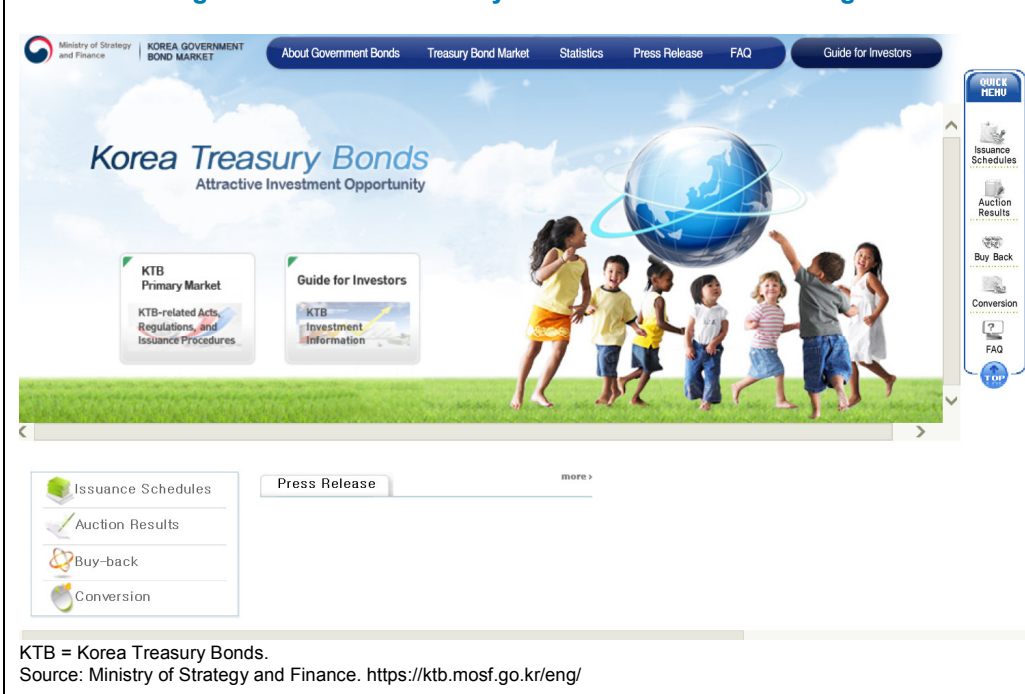 Ministry of Strategy
and Finance
KOREA GOVERNMENT
BOND MARKET
About Government Bonds
Treasury Bond Market
Statistics
Press Release
FAQ
Guide for Investors
QUICK
MENU
Issuance
Schedules
Auction
Results
Buy Back
Conversion
FAQ
TOP
Korea Treasury Bonds
Attractive Investment Opportunity
KTB
Primary Market
KTB-related Acts,
Regulations, and
Issuance Procedures
Guide for Investors
KTB
Investment
Information
Issuance Schedules
Auction Results
Buy-back
Conversion
Press Release
more ›
KTB = Korea Treasury Bonds.
Source: Ministry of Strategy and Finance. https://ktb.mosf.go.kr/eng/